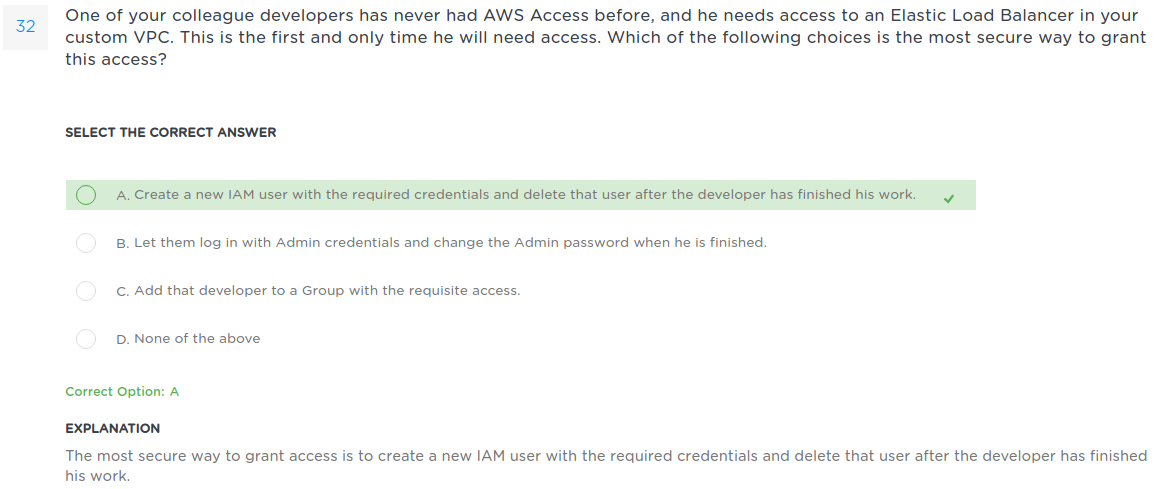 32
One of your colleague developers has never had AWS Access before, and he needs access to an Elastic Load Balancer in your
custom VPC. This is the first and only time he will need access. Which of the following choices is the most secure way to grant
this access?
SELECT THE CORRECT ANSWER
A. Create a new IAM user with the required credentials and delete that user after the developer has finished his work.
B. Let them log in with Admin credentials and change the Admin password when he is finished.
C. Add that developer to a Group with the requisite access.
D. None of the above
Correct Option: A
EXPLANATION
The most secure way to grant access is to create a new IAM user with the required credentials and delete that user after the developer has finished
his work.